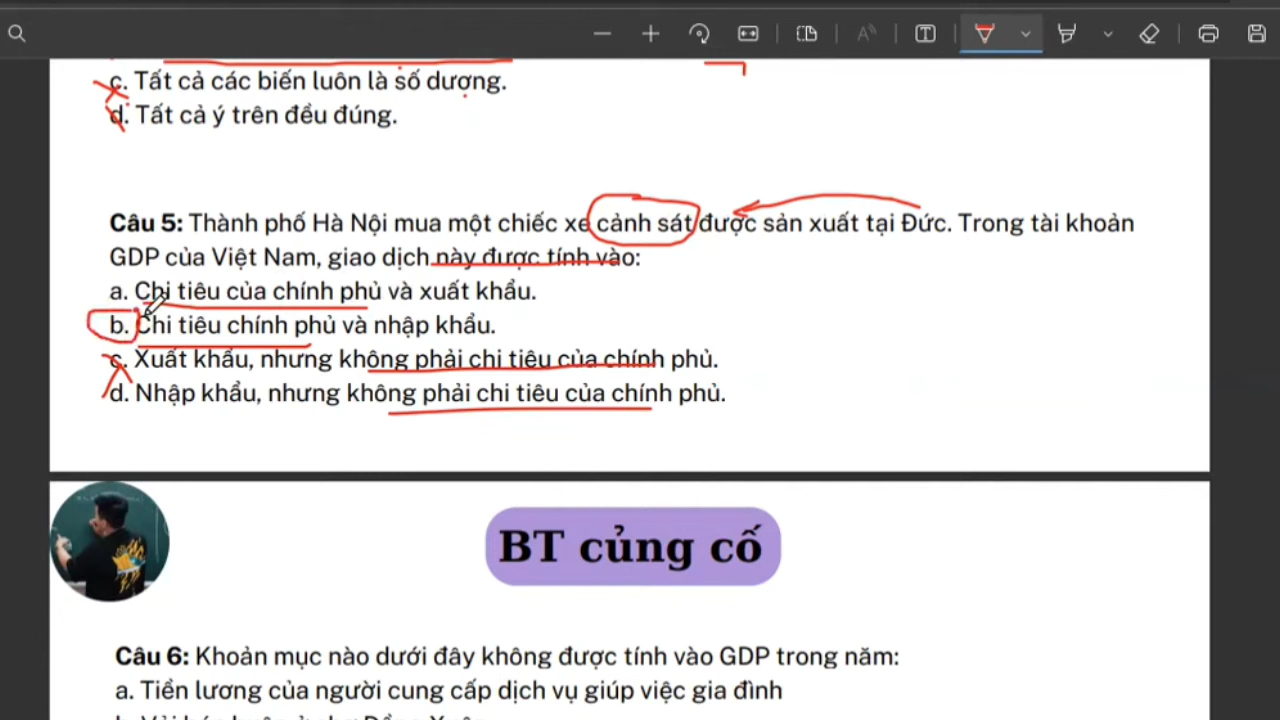 c. Tất cả các biến luôn là số dương.
d. Tất cả ý trên đều đúng.
Câu 5: Thành phố Hà Nội mua một chiếc xe cảnh sát được sản xuất tại Đức. Trong tài khoản
GDP của Việt Nam, giao dịch này được tính vào:
a. Chi tiêu của chính phủ và xuất khẩu.
b. Chi tiêu chính phủ và nhập khẩu.
c. Xuất khẩu, nhưng không phải chi tiêu của chính phủ.
d. Nhập khẩu, nhưng không phải chi tiêu của chính phủ.
BT củng cố
Câu 6: Khoản mục nào dưới đây không được tính vào GDP trong năm:
a. Tiền lương của người cung cấp dịch vụ giúp việc gia đình